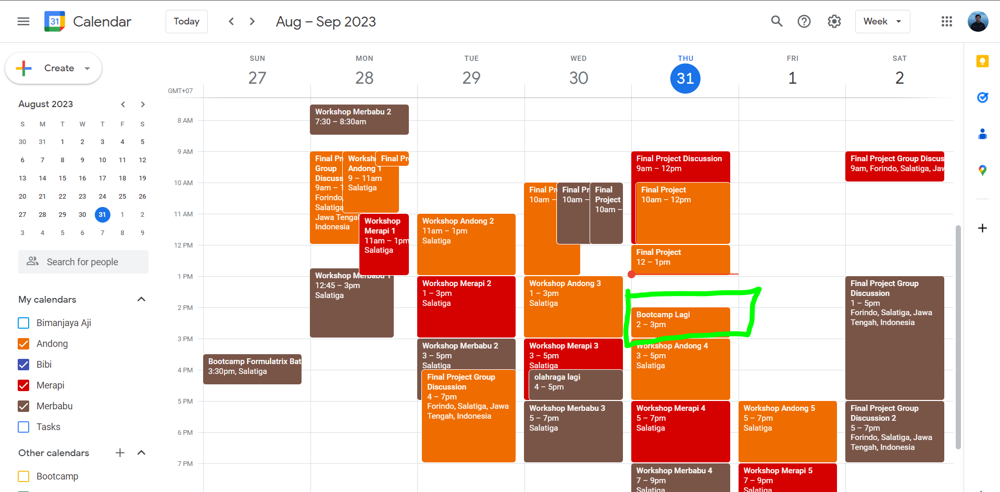 31
Calendar
Today
Aug – Sep 2023
Week
Create
August 2023
S M T W T F S
30 31 1 2 3 4 5
6 7 8 9 10 11 12
13 14 15 16 17 18 19
20 21 22 23 24 25 26
27 28 29 30 31 1 2
3 4 5 6 7 8 9
Search for people
My calendars
Bimanjaya Aji
Andong
Bibi
Merapi
Merbabu
Tasks
Other calendars
Bootcamp
GMT+07
SUN
27
MON
28
TUE
29
WED
30
THU
31
FRI
1
SAT
2
8 AM
9 AM
10 AM
11 AM
12 PM
1 PM
2 PM
3 PM
4 PM
5 PM
6 PM
7 PM
Bootcamp Formulatrix Bat
3:30pm, Salatiga
Workshop Merbabu 2
7:30 – 8:30am
Final Pr
Group
Discuss
9am – 1
Forindo,
Salatiga
Jawa Tengal
Indonesia
Worksh
Andong 1
9 – 11am
Salatiga
Final Pr
Workshop
Merapi 1
11am – 1pm
Salatiga
Workshop Merbabu 1
12:45 – 3pm
Salatiga
Workshop Andong 2
11am – 1pm
Salatiga
Workshop Merapi 2
1 – 3pm
Salatiga
Workshop Merbabu 2
3 – 5pm
Salatiga
Final Project Group
Discussion
4 – 7pm
Forindo, Salatiga, Jawa
Tengah, Indonesia
Final P
10am –
Final Pr
10am –
Final
Project
10am –
Workshop Andong 3
1 – 3pm
Salatiga
Workshop Merapi 3
3 – 5pm
Salatiga
olahraga lagi
4 – 5pm
Workshop Merbabu 3
5 – 7pm
Salatiga
Final Project Discussion
9am – 12pm
Final Project
10am – 12pm
Final Project
12 – 1pm
Bootcamp Lagi
2 – 3pm
Workshop Andong 4
3 – 5pm
Salatiga
Workshop Merapi 4
5 – 7pm
Salatiga
Workshop Merbabu 4
7 – 9pm
Salatiga
Workshop Andong 5
5 – 7pm
Salatiga
Workshop Merapi 5
7 – 9pm
Salatiga
Final Project Group Discus
9am, Forindo, Salatiga, Jaw
Final Project Group
Discussion
1 – 5pm
Forindo, Salatiga, Jawa
Tengah, Indonesia
Final Project Group
Discussion 2
5 – 7pm
Forindo, Salatiga, Jawa
Tengah, Indonesia